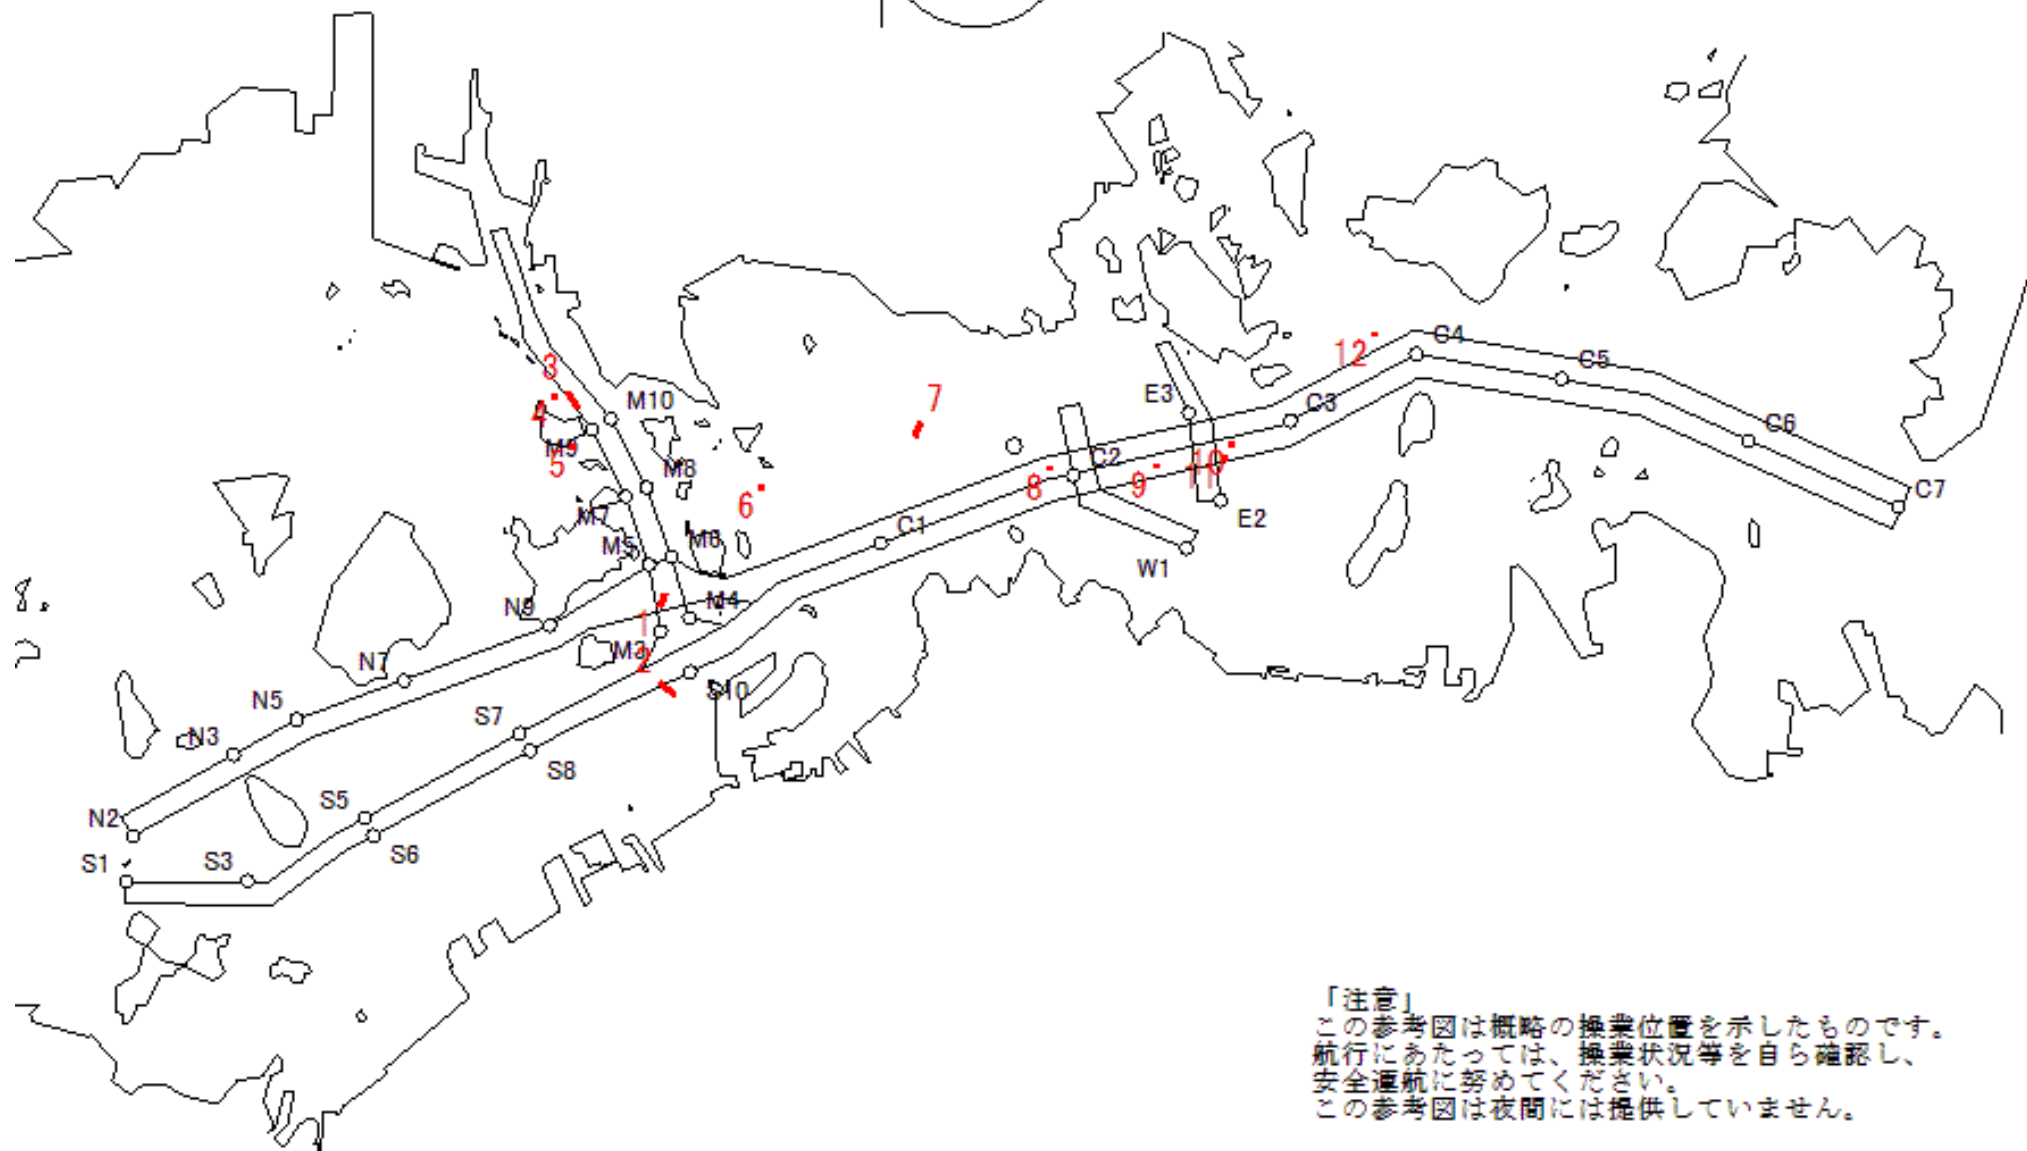 C4
3
12
C5
M10
7
E3
4
C3
C6
M9
5
M8
C2
10
11
8
9
6
C7
M7
E2
C1
M5
M6
W1
N9
M4
1
M3
2
N7
S10
N5
S7
N3
S8
S5
N2
S6
S1
S3
「注意」
この参考図は概略の操業位置を示したものです。
航行にあたっては、操業状況等を自ら確認し、
安全運航に努めてください。
この参考図は夜間には提供していません。